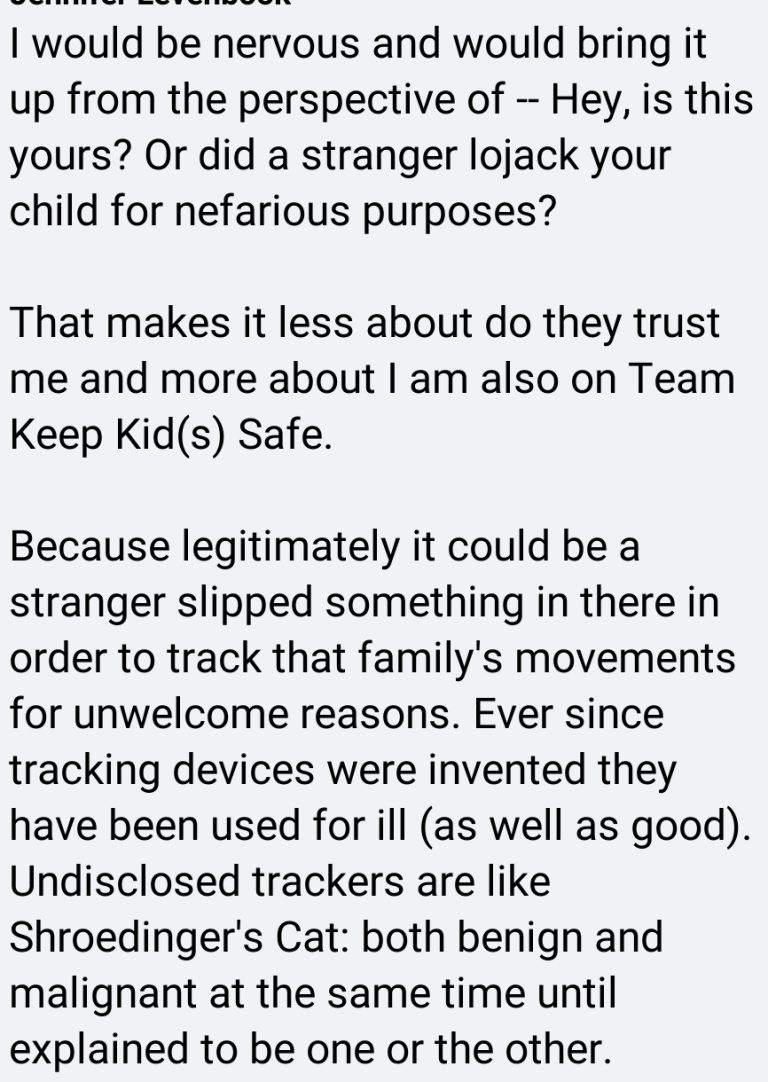 I would be nervous and would bring it
up from the perspective of -- Hey, is this
yours? Or did a stranger lojack your
child for nefarious purposes?
That makes it less about do they trust
me and more about I am also on Team
Keep Kid(s) Safe.
Because legitimately it could be a
stranger slipped something in there in
order to track that family's movements
for unwelcome reasons. Ever since
tracking devices were invented they
have been used for ill (as well as good).
Undisclosed trackers are like
Shroedinger's Cat: both benign and
malignant at the same time until
explained to be one or the other.